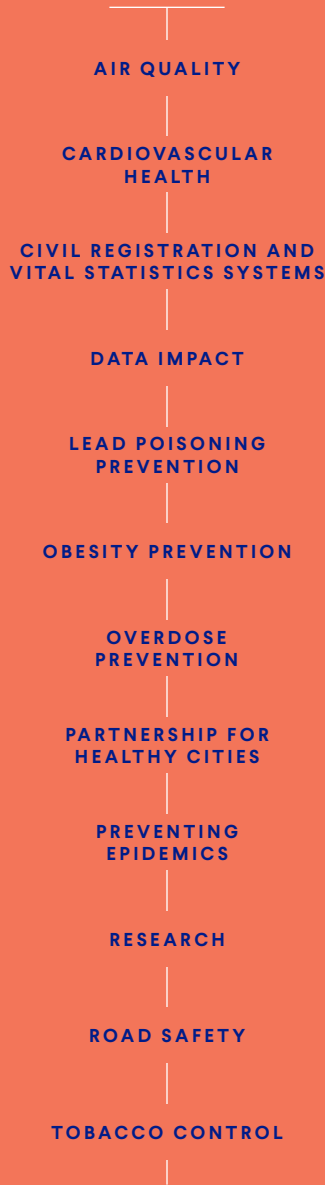 AIR QUALITY
CARDIOVASCULAR
HEALTH
CIVIL REGISTRATION AND
VITAL STATISTICS SYSTEMS
DATA IMPACT
LEAD POISONING
PREVENTION
OBESITY PREVENTION
OVERDOSE
PREVENTION
PARTNERSHIP FOR
HEALTHY CITIES
PREVENTING
EPIDEMICS
RESEARCH
ROAD SAFETY
TOBACCO CONTROL